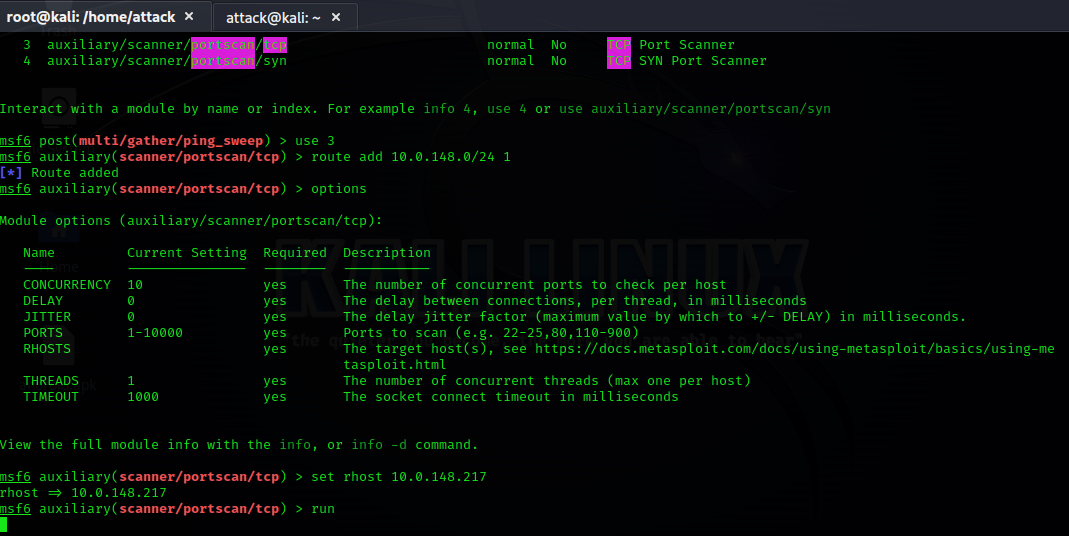 root@kali: /home/attack ×
attack@kali: ~ ×
3 auxiliary/scanner/portscan/tcp normal No TCP Port Scanner
4 auxiliary/scanner/portscan/syn normal No TCP SYN Port Scanner
Interact with a module by name or index. For example info 4, use 4 or use auxiliary/scanner/portscan/syn
msf6 post(multi/gather/ping_sweep) > use 3
msf6 auxiliary(scanner/portscan/tcp) > route add 10.0.148.0/24 1
[*] Route added
msf6 auxiliary(scanner/portscan/tcp) > options
Module options (auxiliary/scanner/portscan/tcp):
Name Current Setting Required Description
CONCURRENCY 10 yes The number of concurrent ports to check per host
DELAY 0 yes The delay between connections, per thread, in milliseconds
JITTER 0 yes The delay jitter factor (maximum value by which to +/- DELAY) in milliseconds.
PORTS 1-10000 yes Ports to scan (e.g. 22-25,80,110-900)
RHOSTS yes The target host(s), see https://docs.metasploit.com/docs/using-metasploit/basics/using-me
tasploit.html
THREADS 1 yes The number of concurrent threads (max one per host)
TIMEOUT 1000 yes The socket connect timeout in milliseconds
View the full module info with the info, or info -d command.
msf6 auxiliary(scanner/portscan/tcp) > set rhost 10.0.148.217
rhost => 10.0.148.217
msf6 auxiliary(scanner/portscan/tcp) > run
KALI LINUX